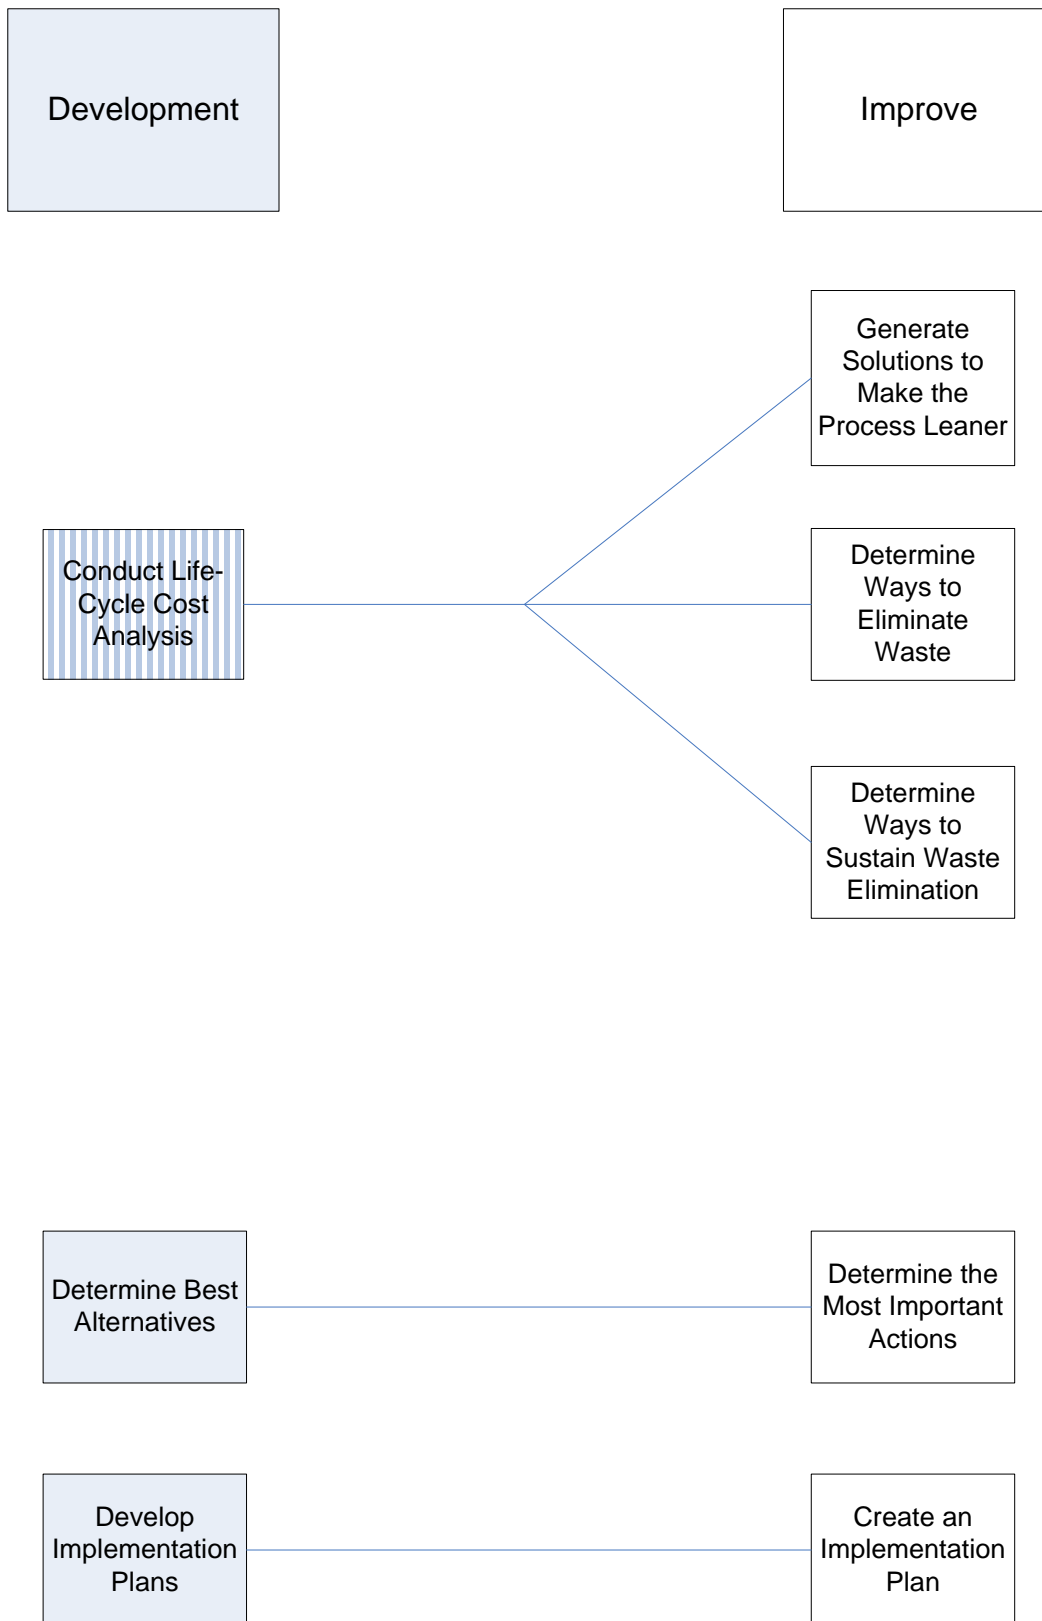 Development
Improve
Generate
Solutions to
Make the
Process Leaner
Conduct Life-
Cycle Cost
Analysis
Determine
Ways to
Eliminate
Waste
Determine
Ways to
Sustain Waste
Elimination
Determine Best
Alternatives
Determine the
Most Important
Actions
Develop
Implementation
Plans
Create an
Implementation
Plan